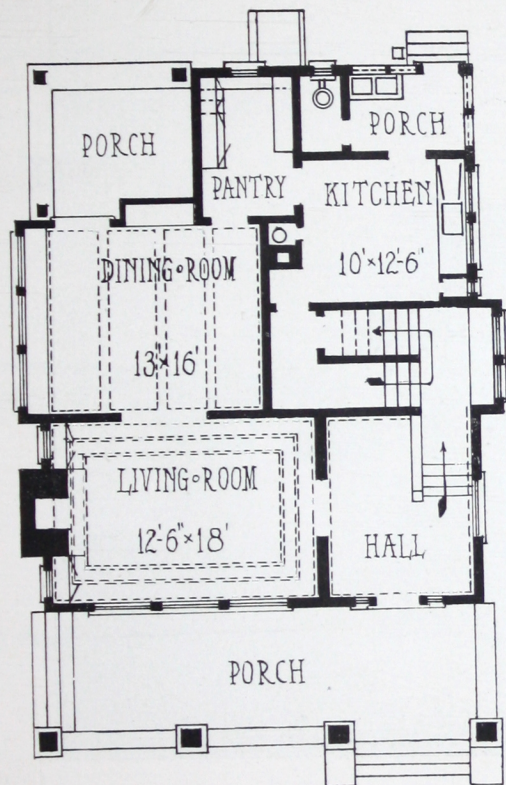 PORCH
PORCH
PANTRY
KITCHEN
10'×12'-6"
DINING·ROOM
13'×16'
LIVING·ROOM
12'-6"×18'
HALL
PORCH